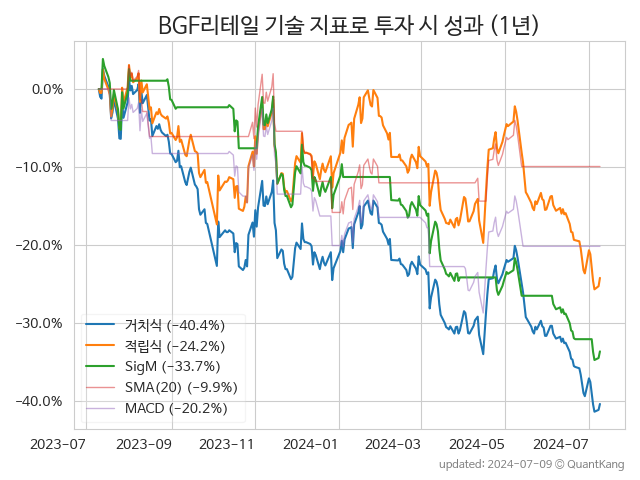 BGF리테일 기술 지표로 투자 시 성과 (1년)
0.0%
−10.0%
−20.0%
−30.0%
−40.0%
거치식 (−40.4%)
적립식 (−24.2%)
SigM (−33.7%)
SMA(20) (−9.9%)
MACD (−20.2%)
2023-07 2023-09 2023-11 2024-01 2024-03 2024-05 2024-07
updated: 2024-07-09 © QuantKang